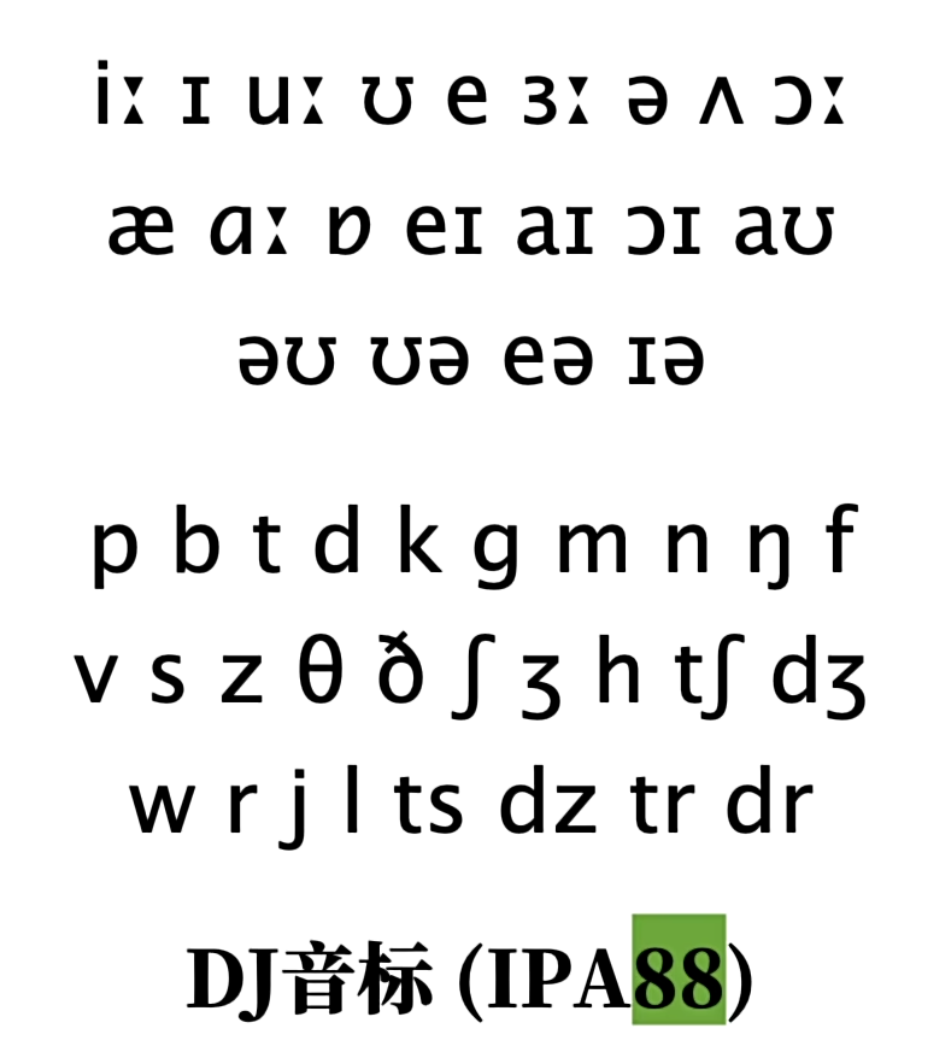 iː ɪ uː ʊ e ɜː ə ʌ ɔː
æ ɑː ɒ eɪ aɪ ɔɪ aʊ
əʊ ʊə eə ɪə
p b t d k g m n ŋ f
v s z θ ð ʃ ʒ h tʃ dʒ
w r j l ts dz tr dr
DJ音标 (IPA88)